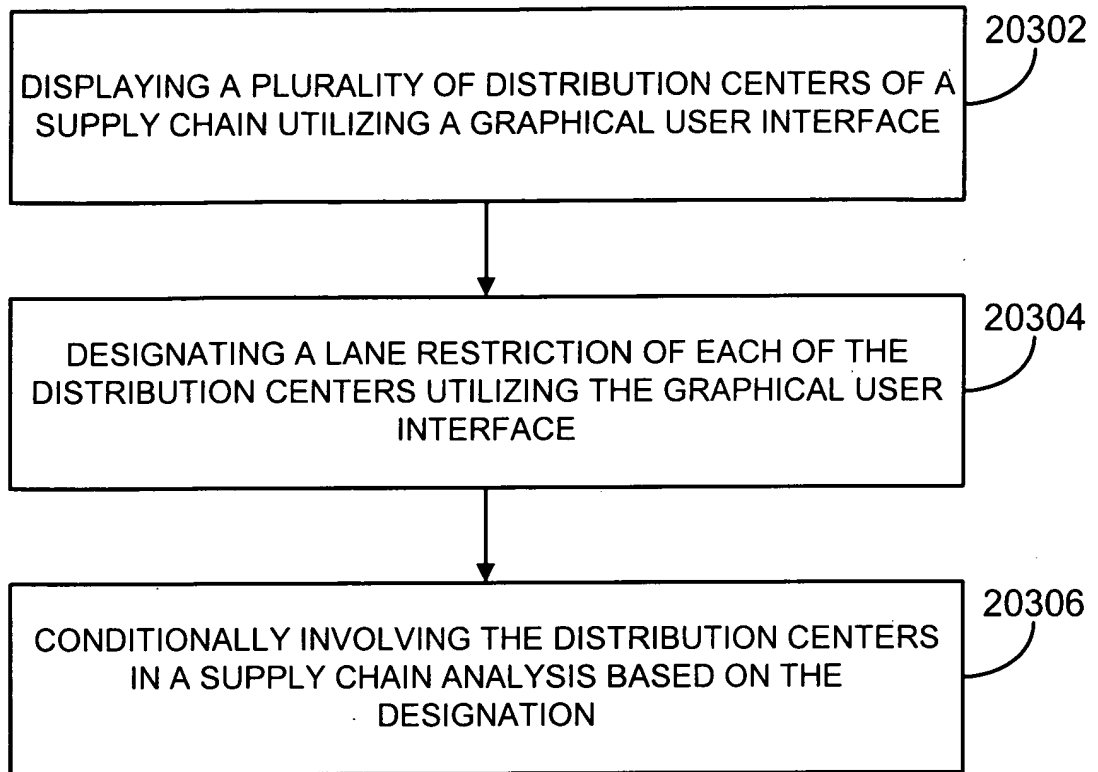 20302
DISPLAYING A PLURALITY OF DISTRIBUTION CENTERS OF A
SUPPLY CHAIN UTILIZING A GRAPHICAL USER INTERFACE
20304
DESIGNATING A LANE RESTRICTION OF EACH OF THE
DISTRIBUTION CENTERS UTILIZING THE GRAPHICAL USER
INTERFACE
20306
CONDITIONALLY INVOLVING THE DISTRIBUTION CENTERS
IN A SUPPLY CHAIN ANALYSIS BASED ON THE
DESIGNATION